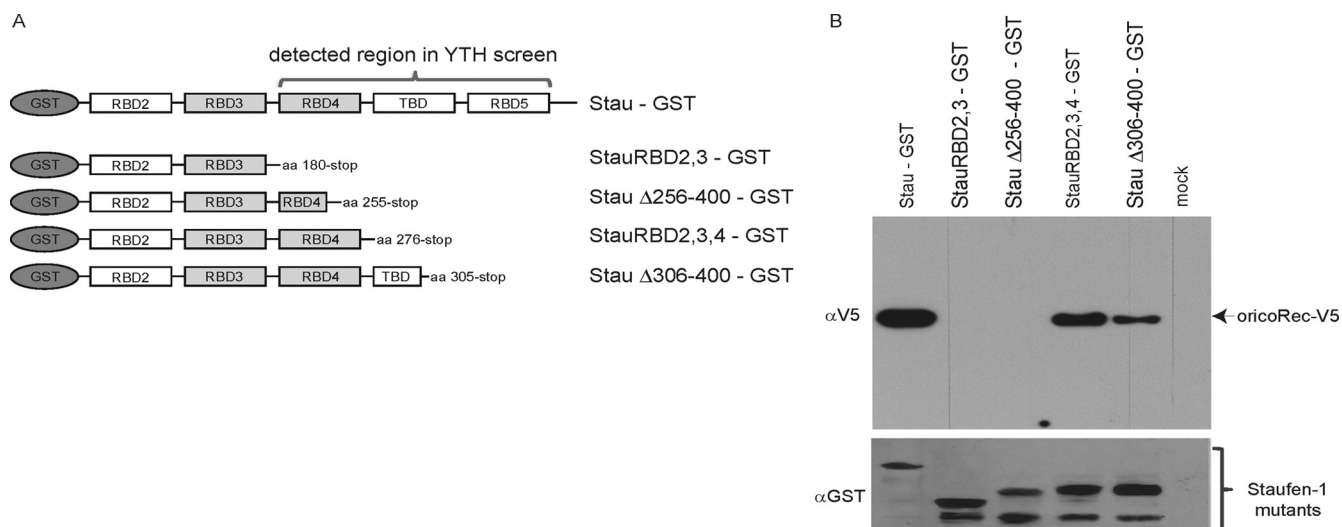 A
detected region in YTH screen
GST RBD2 RBD3 RBD4 TBD RBD5 Stau - GST
GST RBD2 RBD3 aa 180-stop StauRBD2,3 - GST
GST RBD2 RBD3 RBD4 aa 255-stop Stau Δ256-400 - GST
GST RBD2 RBD3 RBD4 aa 276-stop StauRBD2,3,4 - GST
GST RBD2 RBD3 RBD4 TBD aa 305-stop Stau Δ306-400 - GST
B
Stau - GST
StauRBD2,3 - GST
Stau Δ256-400 - GST
StauRBD2,3,4 - GST
Stau Δ306-400 - GST
mock
αV5
oricoRec-V5
αGST
Staufen-1
mutants